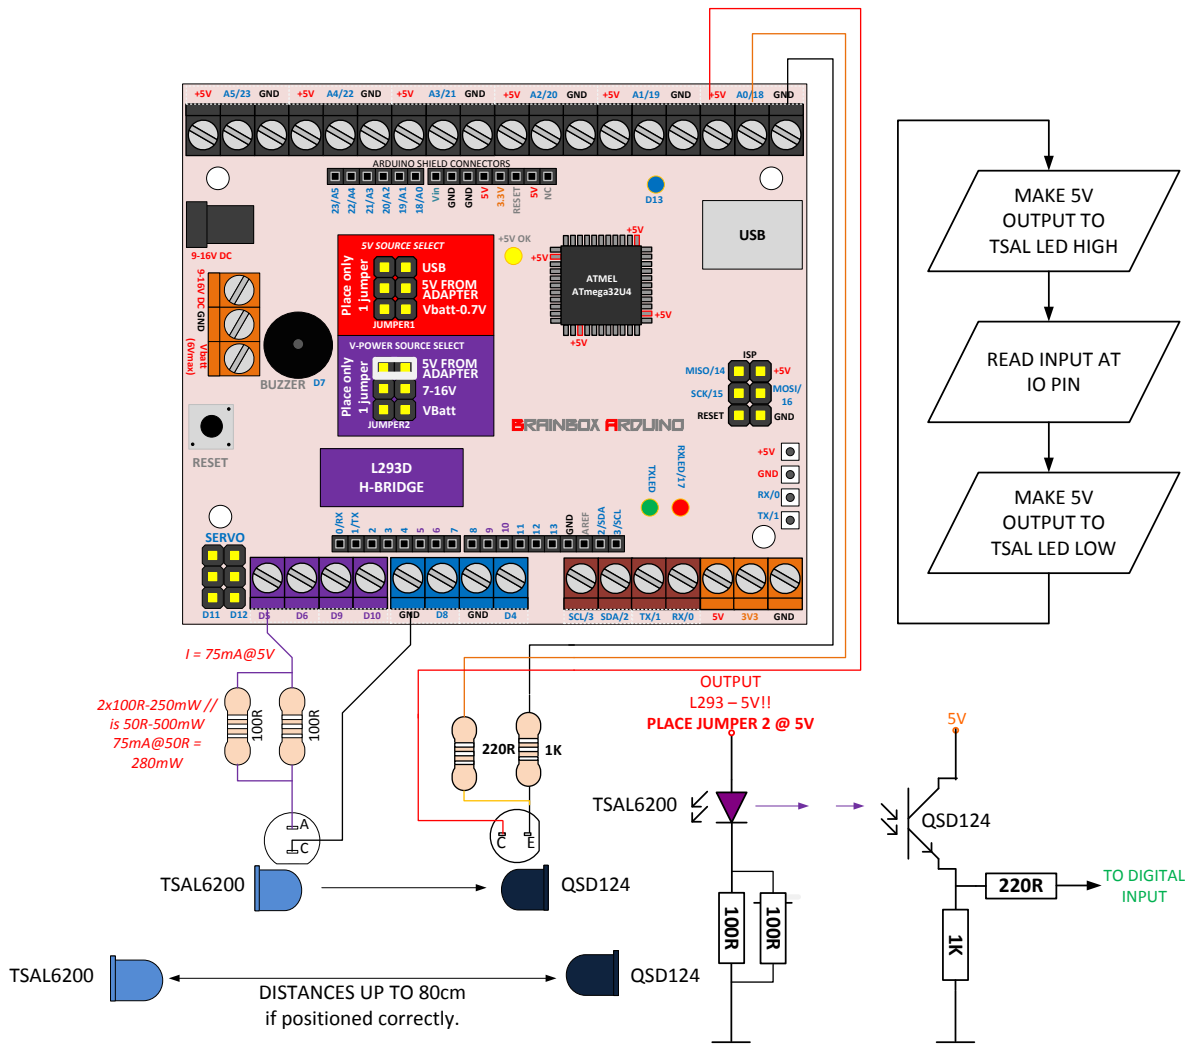 +5V A5/23 GND +5V A4/22 GND +5V A3/21 GND +5V A2/20 GND +5V A1/19 GND +5V A0/18 GND
ARDUINO SHIELD CONNECTORS
23/A5
22/A4
21/A3
20/A2
19/A1
18/A0
Vin
GND
GND
5V
3.3V
RESET
5V
NC
D13
9-16V DC
+5V OK
USB
5V SOURCE SELECT
Place only
1 jumper
USB
5V FROM
ADAPTER
Vbatt-0.7V
JUMPER1
+5V
+5V
ATMEL
ATmega32U4
+5V
+5V
9-16V DC GND
Vbatt
(6Vmax)
BUZZER
D7
V-POWER SOURCE SELECT
Place only
1 jumper
5V FROM
ADAPTER
7-16V
VBatt
JUMPER2
ISP
MISO/14
+5V
SCK/15
MOSI/
16
RESET
GND
BRAINBOX ARDUINO
RESET
L293D
H-BRIDGE
TXLED
RXLED/17
+5V
GND
RX/0
TX/1
SERVO
0/RX
1/TX
2
3
4
5
6
7
8
9
10
11
12
13
GND
AREF
2/SDA
3/SCL
D11 D12 D5 D6 D9 D10 GND D8 GND D4 SCL/3 SDA/2 TX/1 RX/0 5V 3V3 GND
MAKE 5V
OUTPUT TO
TSAL LED HIGH
READ INPUT AT
IO PIN
MAKE 5V
OUTPUT TO
TSAL LED LOW
I = 75mA@5V
2x100R-250mW //
is 50R-500mW
75mA@50R =
280mW
100R
100R
220R
1K
A
C
C
E
TSAL6200
QSD124
TSAL6200
QSD124
DISTANCES UP TO 80cm
if positioned correctly.
OUTPUT
L293 – 5V!!
PLACE JUMPER 2 @ 5V
5V
TSAL6200
QSD124
100R
100R
220R
1K
TO DIGITAL
INPUT